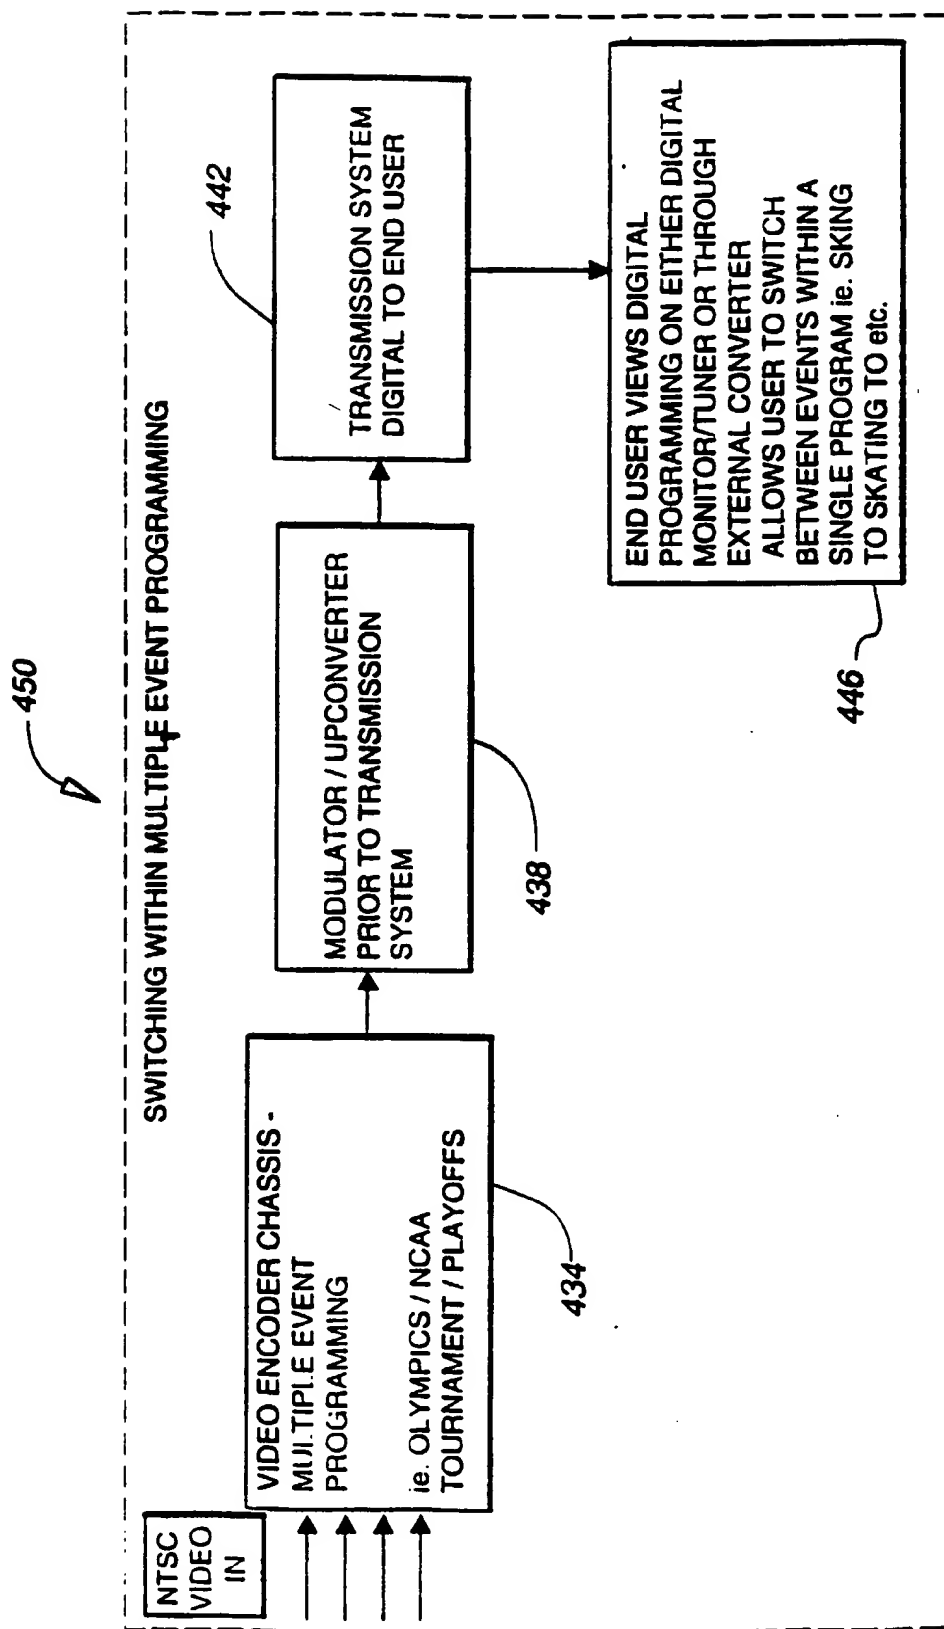 450
SWITCHING WITHIN MULTIPLE EVENT PROGRAMMING
NTSC
VIDEO
IN
VIDEO ENCODER CHASSIS -
MULTIPLE EVENT
PROGRAMMING
ie. OLYMPICS / NCAA
TOURNAMENT / PLAYOFFS
434
MODULATOR / UPCONVERTER
PRIOR TO TRANSMISSION
SYSTEM
438
TRANSMISSION SYSTEM
DIGITAL TO END USER
442
END USER VIEWS DIGITAL
PROGRAMMING ON EITHER DIGITAL
MONITOR/TUNER OR THROUGH
EXTERNAL CONVERTER
ALLOWS USER TO SWITCH
BETWEEN EVENTS WITHIN A
SINGLE PROGRAM ie. SKING
TO SKATING TO etc.
446